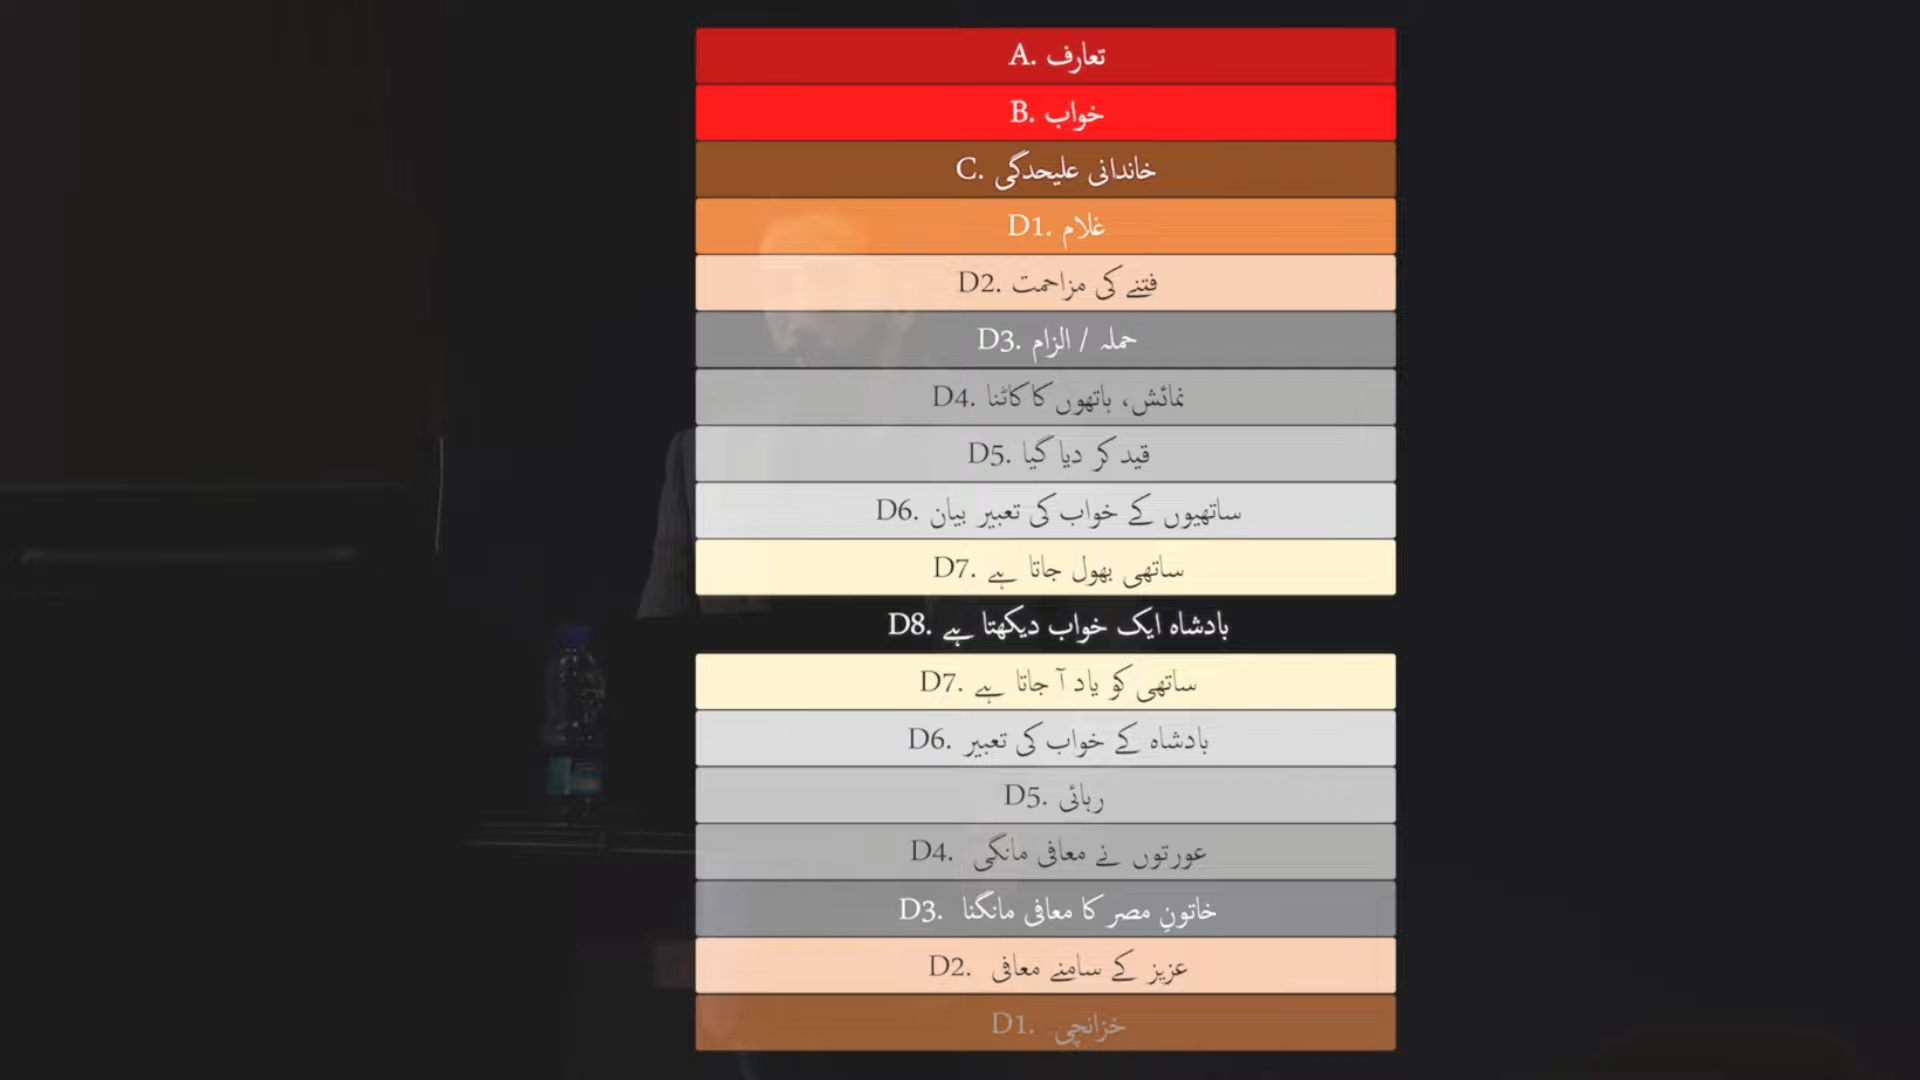 A. تعارف
B. خواب
C. خاندانی علیحدگی
D1. غلام
D2. فتنے کی مزاحمت
D3. حملہ / الزام
D4. نمائش، ہاتھوں کا کاٹنا
D5. قید کر دیا گیا
D6. ساتھیوں کے خواب کی تعبیر بیان
D7. ساتھی بھول جاتا ہے
D8. بادشاہ ایک خواب دیکھتا ہے
D7. ساتھی کو یاد آ جاتا ہے
D6. بادشاہ کے خواب کی تعبیر
D5. رہائی
D4. عورتوں نے معافی مانگی
D3. خاتونِ مصر کا معافی مانگنا
D2. عزیز کے سامنے معافی
D1. خزانچی